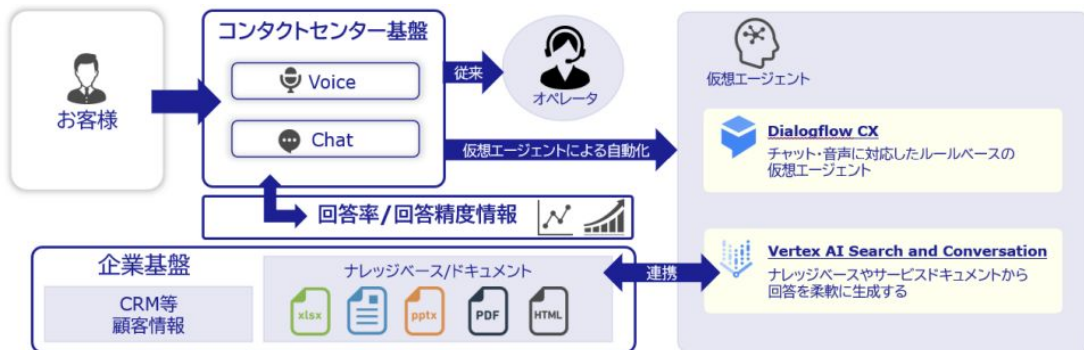 お客様
コンタクトセンター基盤
Voice
Chat
従来
オペレータ
仮想エージェントによる自動化
回答率/回答精度情報
企業基盤
CRM等
顧客情報
ナレッジベース/ドキュメント
xlsx
pptx
PDF
HTML
連携
仮想エージェント
Dialogflow CX
チャット・音声に対応したルールベースの
仮想エージェント
Vertex AI Search and Conversation
ナレッジベースやサービスドキュメントから
回答を柔軟に生成する